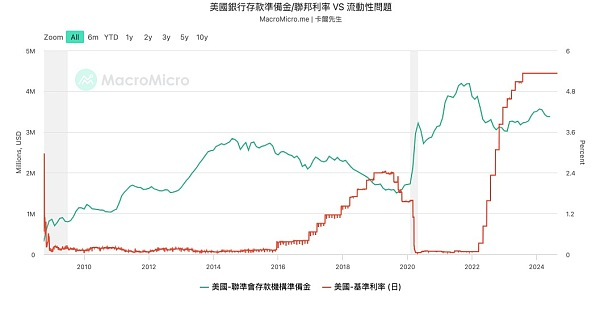 美國銀行存款準備金/聯邦利率 VS 流動性問題
MacroMicro.me | 卡爾先生
Zoom All 6m YTD 1y 2y 3y 5y 10y
MacroMicro
5M
4M
3M
2M
1M
0
Millions, USD
6
4.8
3.6
2.4
1.2
0
Percent
2010 2012 2014 2016 2018 2020 2022 2024
美國-聯準會存款機構準備金 美國-基準利率 (日)